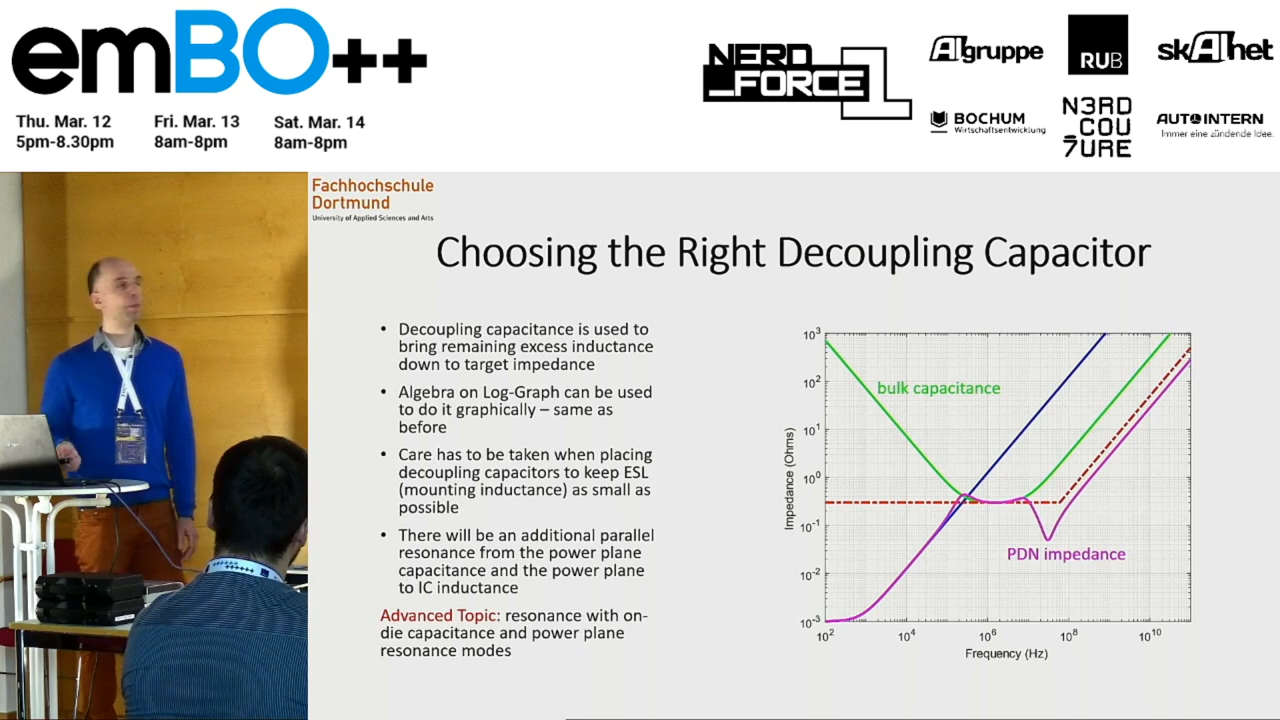 emBO++
Thu. Mar. 12
5pm-8.30pm
Fri. Mar. 13
8am-8pm
Sat. Mar. 14
8am-8pm
NERD
_FORCE
1
AIgruppe
RUB
skAInet
BOCHUM
Wirtschaftsentwicklung
N3RD
COU
7URE
AUTOINTERN
Immer eine zündende Idee.
Fachhochschule
Dortmund
University of Applied Sciences and Arts
Choosing the Right Decoupling Capacitor
• Decoupling capacitance is used to
bring remaining excess inductance
down to target impedance
• Algebra on Log-Graph can be used
to do it graphically – same as
before
• Care has to be taken when placing
decoupling capacitors to keep ESL
(mounting inductance) as small as
possible
• There will be an additional parallel
resonance from the power plane
capacitance and the power plane
to IC inductance
Advanced Topic: resonance with on-
die capacitance and power plane
resonance modes
Impedance (Ohms)
10³
10²
10¹
10⁰
10⁻¹
10⁻²
10⁻³
bulk capacitance
PDN impedance
10² 10⁴ 10⁶ 10⁸ 10¹⁰
Frequency (Hz)